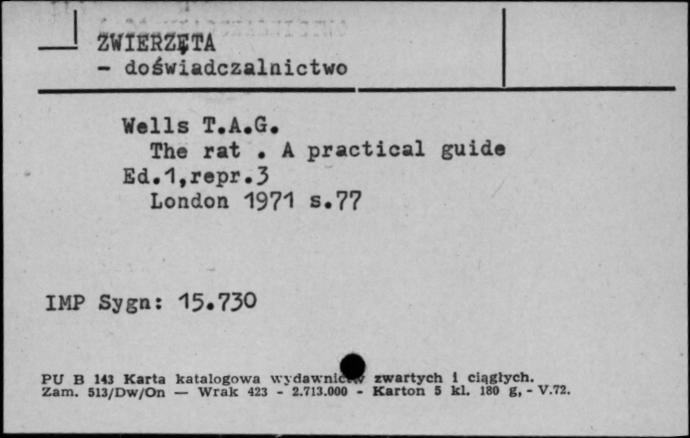 ZWIERZĘTA
- doświadczalnictwo
Wells T.A.G.
The rat . A practical guide
Ed.1,repr.3
London 1971 s.77
IMP Sygn: 15.730
PU B 143 Karta katalogowa wydawnictw zwartych i ciągłych.
Zam. 513/Dw/On — Wrak 423 - 2.713.000 - Karton 5 kl. 180 g, - V.72.